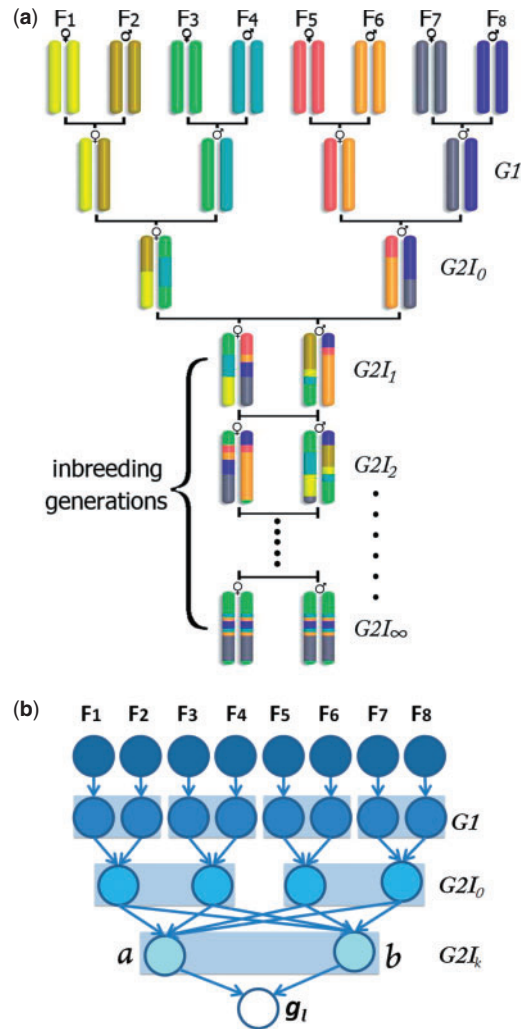 (a)
F1 F2 F3 F4 F5 F6 F7 F8
♀ ♂ ♀ ♂ ♀ ♂ ♀ ♂
♀ ♂ ♀ ♂ G1
♀ ♂ G2I0
♀ ♂ G2I1
♀ ♂ G2I2
inbreeding
generations
♀ ♂ G2I∞
(b)
F1 F2 F3 F4 F5 F6 F7 F8
G1
G2I0
a b G2Ik
gl